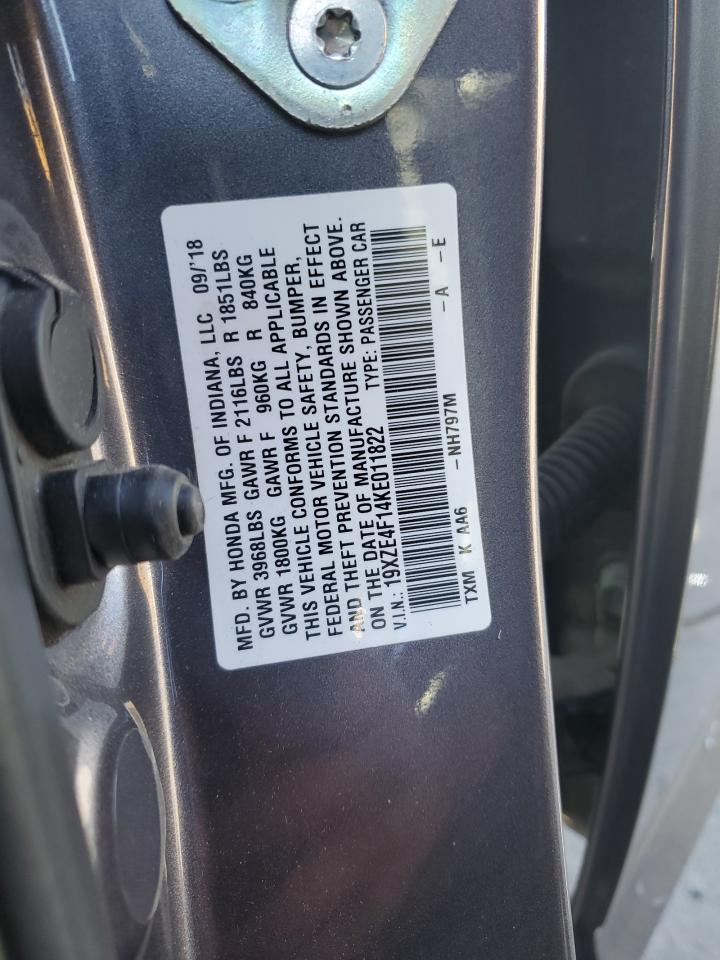 MFD. BY HONDA MFG. OF INDIANA, LLC 09/'18
GVWR 3968LBS GAWR F 2116LBS R 1851LBS
GVWR 1800KG GAWR F 960KG R 840KG
THIS VEHICLE CONFORMS TO ALL APPLICABLE
FEDERAL MOTOR VEHICLE SAFETY, BUMPER,
AND THEFT PREVENTION STANDARDS IN EFFECT
ON THE DATE OF MANUFACTURE SHOWN ABOVE.
V.I.N.: 19XZE4F14KE011822 TYPE: PASSENGER CAR
TXM K AA6 -NH797M -A -E